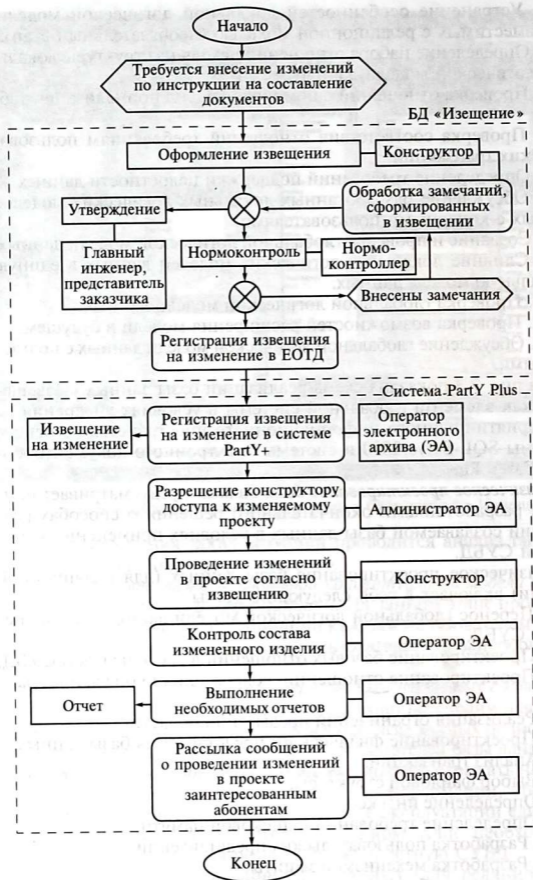 Начало
Требуется внесение изменений
по инструкции на составление
документов
БД «Изещение»
Оформление извещения
Конструктор
Утверждение
Обработка замечаний,
сформированных
в извещении
Главный
инженер,
представитель
заказчика
Нормоконтроль
Нормо-
контроллер
Внесены замечания
Регистрация извещения
на изменение в ЕОТД
Система PartY Plus
Извещение
на изменение
Регистрация извещения
на изменение в системе
PartY+
Оператор
электронного
архива (ЭА)
Разрешение конструктору
доступа к изменяемому
проекту
Администратор ЭА
Проведение изменений
в проекте согласно
извещению
Конструктор
Контроль состава
измененного изделия
Оператор ЭА
Отчет
Выполнение
необходимых отчетов
Оператор ЭА
Рассылка сообщений
о проведении изменений
в проекте
заинтересованным
абонентам
Оператор ЭА
Конец